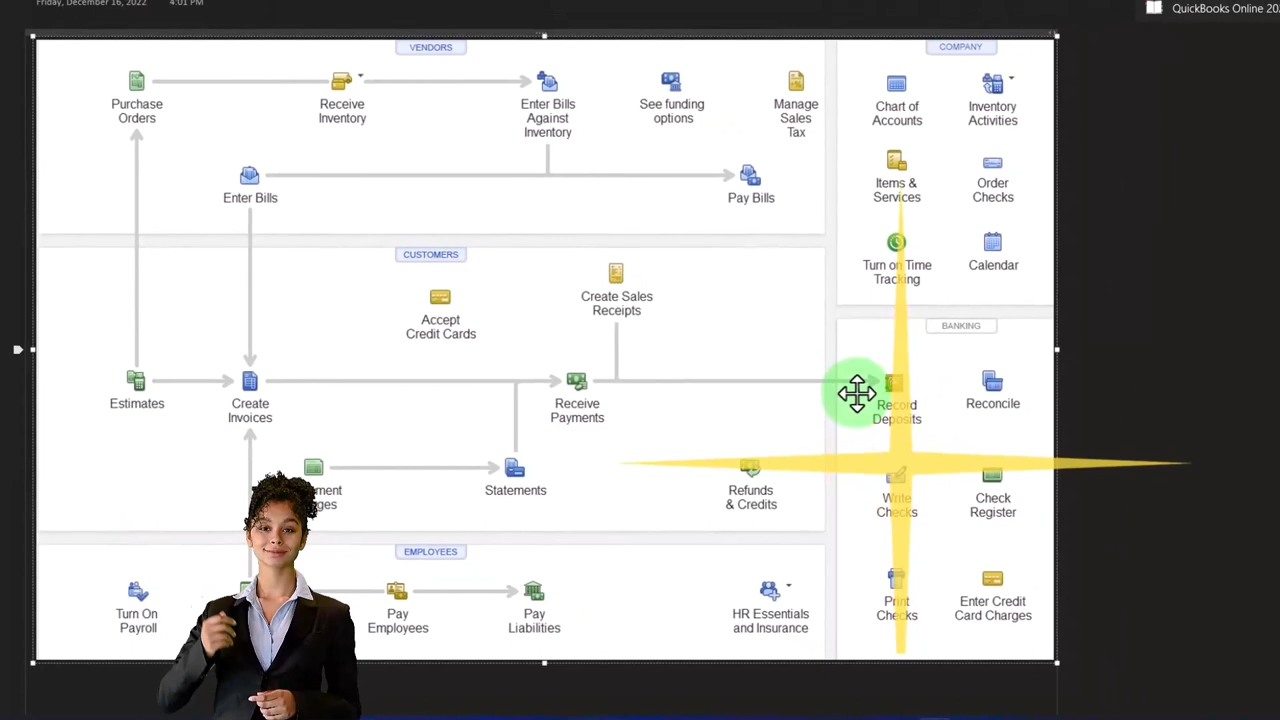 Friday, December 16, 2022 4:01 PM
QuickBooks Online 20
VENDORS
Purchase
Orders
Receive
Inventory
Enter Bills
Against
Inventory
See funding
options
Manage
Sales
Tax
Enter Bills
Pay Bills
COMPANY
Chart of
Accounts
Inventory
Activities
Items &
Services
Order
Checks
Turn on Time
Tracking
Calendar
CUSTOMERS
Create Sales
Receipts
Accept
Credit Cards
Estimates
Create
Invoices
Receive
Payments
Statements
Refunds
& Credits
BANKING
Record
Deposits
Reconcile
Write
Checks
Check
Register
Print
Checks
Enter Credit
Card Charges
EMPLOYEES
Turn On
Payroll
Pay
Employees
Pay
Liabilities
HR Essentials
and Insurance